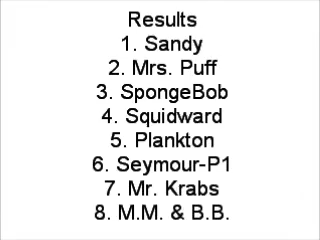 Results
1. Sandy
2. Mrs. Puff
3. SpongeBob
4. Squidward
5. Plankton
6. Seymour-P1
7. Mr. Krabs
8. M.M. & B.B.